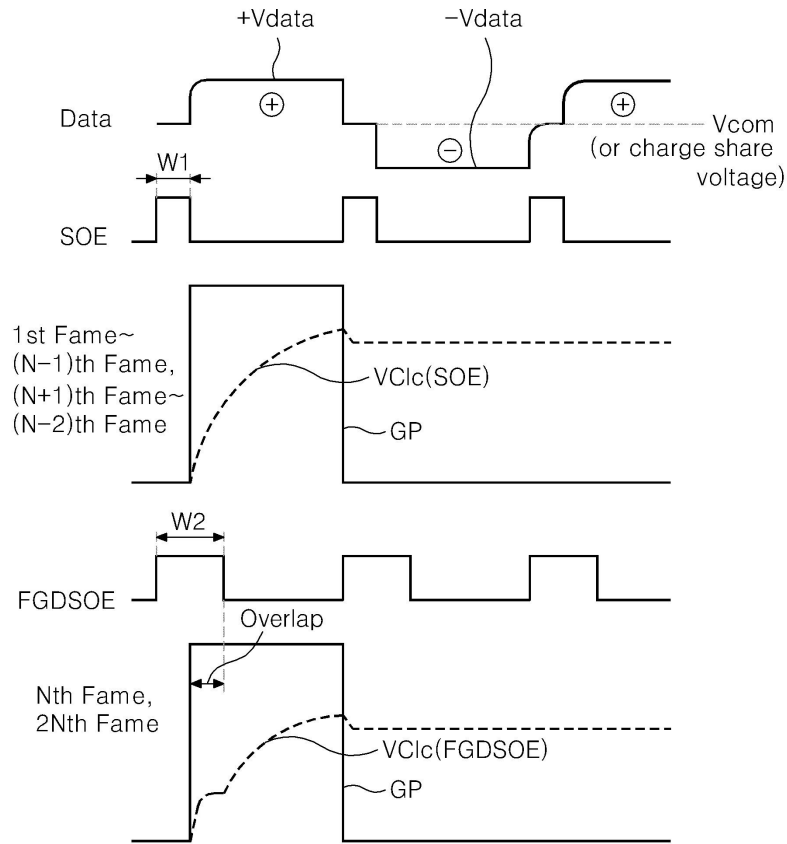 +Vdata
−Vdata
Data
⊕
⊖
⊕
Vcom
(or charge share
voltage)
W1
SOE
1st Fame~
(N−1)th Fame,
(N+1)th Fame~
(N−2)th Fame
VClc(SOE)
GP
W2
FGDSOE
Overlap
Nth Fame,
2Nth Fame
VClc(FGDSOE)
GP